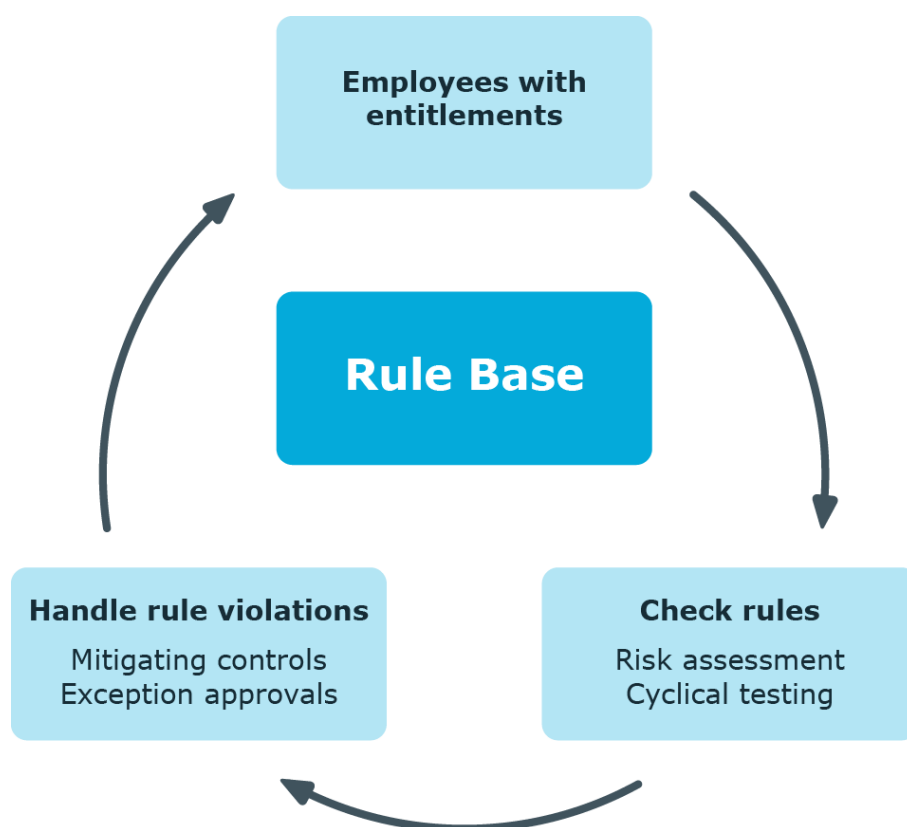 Employees with
entitlements
Rule Base
Handle rule violations
Mitigating controls
Exception approvals
Check rules
Risk assessment
Cyclical testing